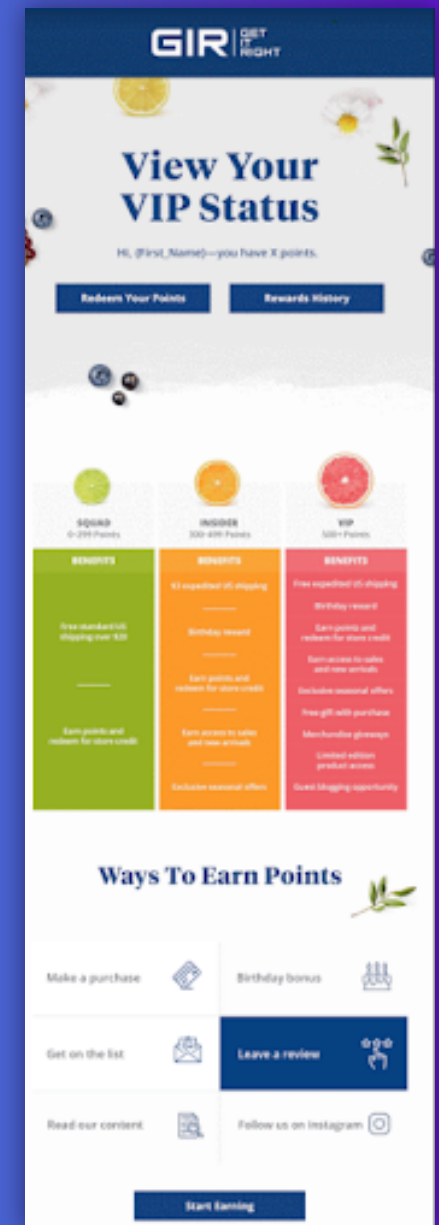 GIR GET
IT
RIGHT
View Your
VIP Status
Hi, {First_Name}—you have X points.
Redeem Your Points
Rewards History
SQUAD
0-299 Points
INSIDER
300-499 Points
VIP
500+ Points
BENEFITS
Free standard US
shipping over $20
Earn points and
redeem for store credit
BENEFITS
$3 expedited US shipping
Birthday reward
Earn points and
redeem for store credit
Earn access to sales
and new arrivals
Exclusive seasonal offers
BENEFITS
Free expedited US shipping
Birthday reward
Earn points and
redeem for store credit
Earn access to sales
and new arrivals
Exclusive seasonal offers
Free gift with purchase
Merchandise giveways
Limited edition
product access
Guest blogging opportunity
Ways To Earn Points
Make a purchase
Birthday bonus
Get on the list
Leave a review
Read our content
Follow us on Instagram
Start Earning